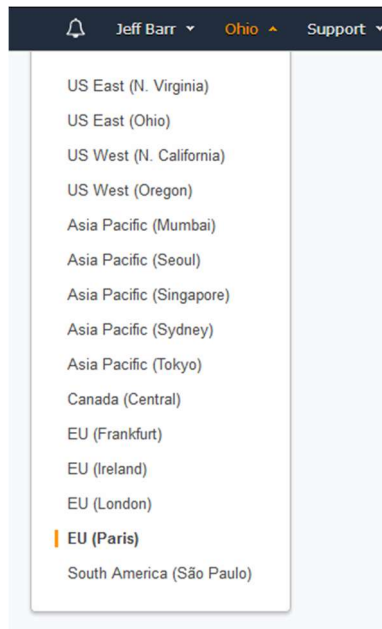 Jeff Barr Ohio Support
US East (N. Virginia)
US East (Ohio)
US West (N. California)
US West (Oregon)
Asia Pacific (Mumbai)
Asia Pacific (Seoul)
Asia Pacific (Singapore)
Asia Pacific (Sydney)
Asia Pacific (Tokyo)
Canada (Central)
EU (Frankfurt)
EU (Ireland)
EU (London)
EU (Paris)
South America (São Paulo)